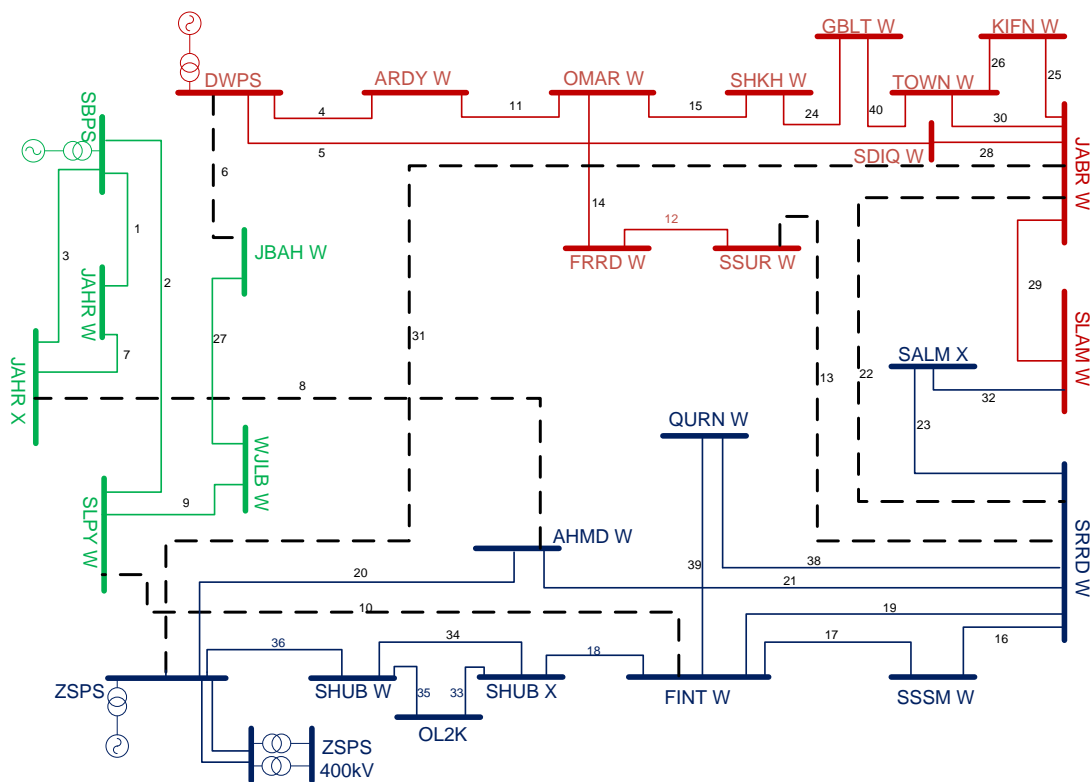 GBLT W
KIFN W
DWPS
ARDY W
OMAR W
SHKH W
TOWN W
26
25
SBPS
4
11
15
24
40
30
JABR W
5
SDIQ W
28
6
3
1
2
JBAH W
14
12
FRRD W
SSUR W
JAHR W
29
SLAM W
JAHR X
7
27
31
8
13
22
SALM X
32
QURN W
23
WJLB W
SLPY W
9
AHMD W
SRRD W
39
38
20
21
10
19
36
34
18
17
16
ZSPS
SHUB W
35
33
SHUB X
FINT W
SSSM W
OL2K
ZSPS
400kV